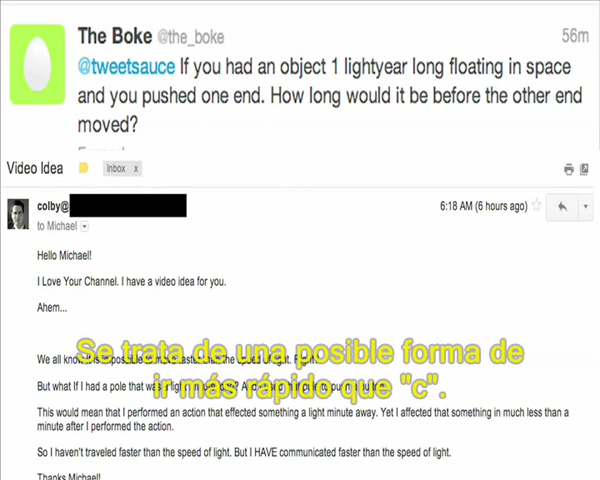 The Boke @the_boke 56m
@tweetsauce If you had an object 1 lightyear long floating in space
and you pushed one end. How long would it be before the other end
moved?
Video Idea Inbox x
colby@ 6:18 AM (6 hours ago)
to Michael
Hello Michael!
I Love Your Channel. I have a video idea for you.
Ahem...
Se trata de una posible forma de
ir más rápido que "c".
We all know
But what If I had a pole that was
This would mean that I performed an action that effected something a light minute away. Yet I affected that something in much less than a
minute after I performed the action.
So I haven't traveled faster than the speed of light. But I HAVE communicated faster than the speed of light.
Thanks Michael!